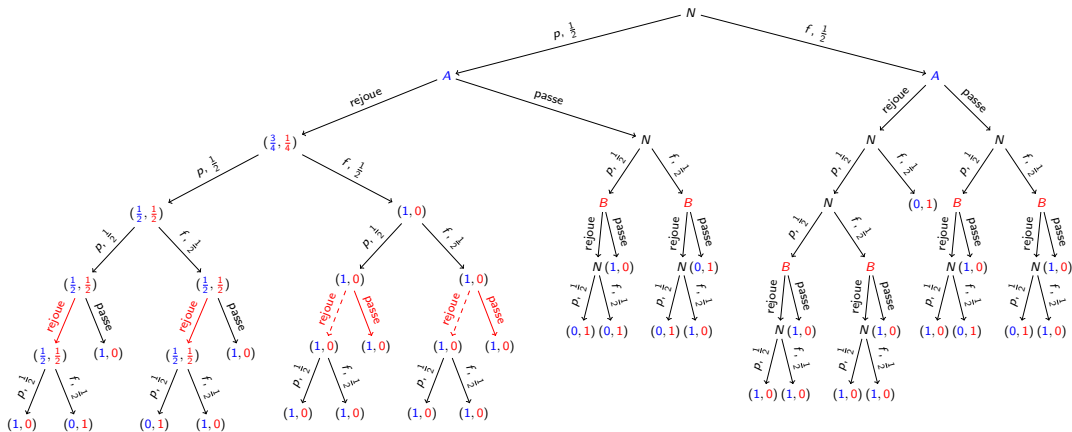 N
p, 1/2 f, 1/2
A A
rejoue passe rejoue passe
(3/4, 1/4) N N N
p, 1/2 f, 1/2 p, 1/2 f, 1/2 p, 1/2 f, 1/2 p, 1/2 f, 1/2
(1/2, 1/2) (1, 0) B B N (0, 1) B B
p, 1/2 f, 1/2 p, 1/2 f, 1/2 rejoue passe rejoue passe p, 1/2 f, 1/2 rejoue passe rejoue passe
(1/2, 1/2) (1/2, 1/2) (1, 0) (1, 0) N (1, 0) N (0, 1) B B N (1, 0) N (1, 0)
rejoue passe rejoue passe rejoue passe rejoue passe p, 1/2 f, 1/2 p, 1/2 f, 1/2 rejoue passe rejoue passe p, 1/2 f, 1/2 p, 1/2 f, 1/2
(0, 1) (0, 1) (0, 1) (1, 0) N (1, 0) N (1, 0) (1, 0) (0, 1) (0, 1) (1, 0)
(1/2, 1/2) (1, 0) (1/2, 1/2) (1, 0) (1, 0) (1, 0) (1, 0) (1, 0)
p, 1/2 f, 1/2 p, 1/2 f, 1/2 p, 1/2 f, 1/2 p, 1/2 f, 1/2 p, 1/2 f, 1/2 p, 1/2 f, 1/2
(1, 0) (1, 0) (1, 0) (1, 0)
(1, 0) (0, 1) (0, 1) (1, 0) (1, 0) (1, 0) (1, 0) (1, 0)